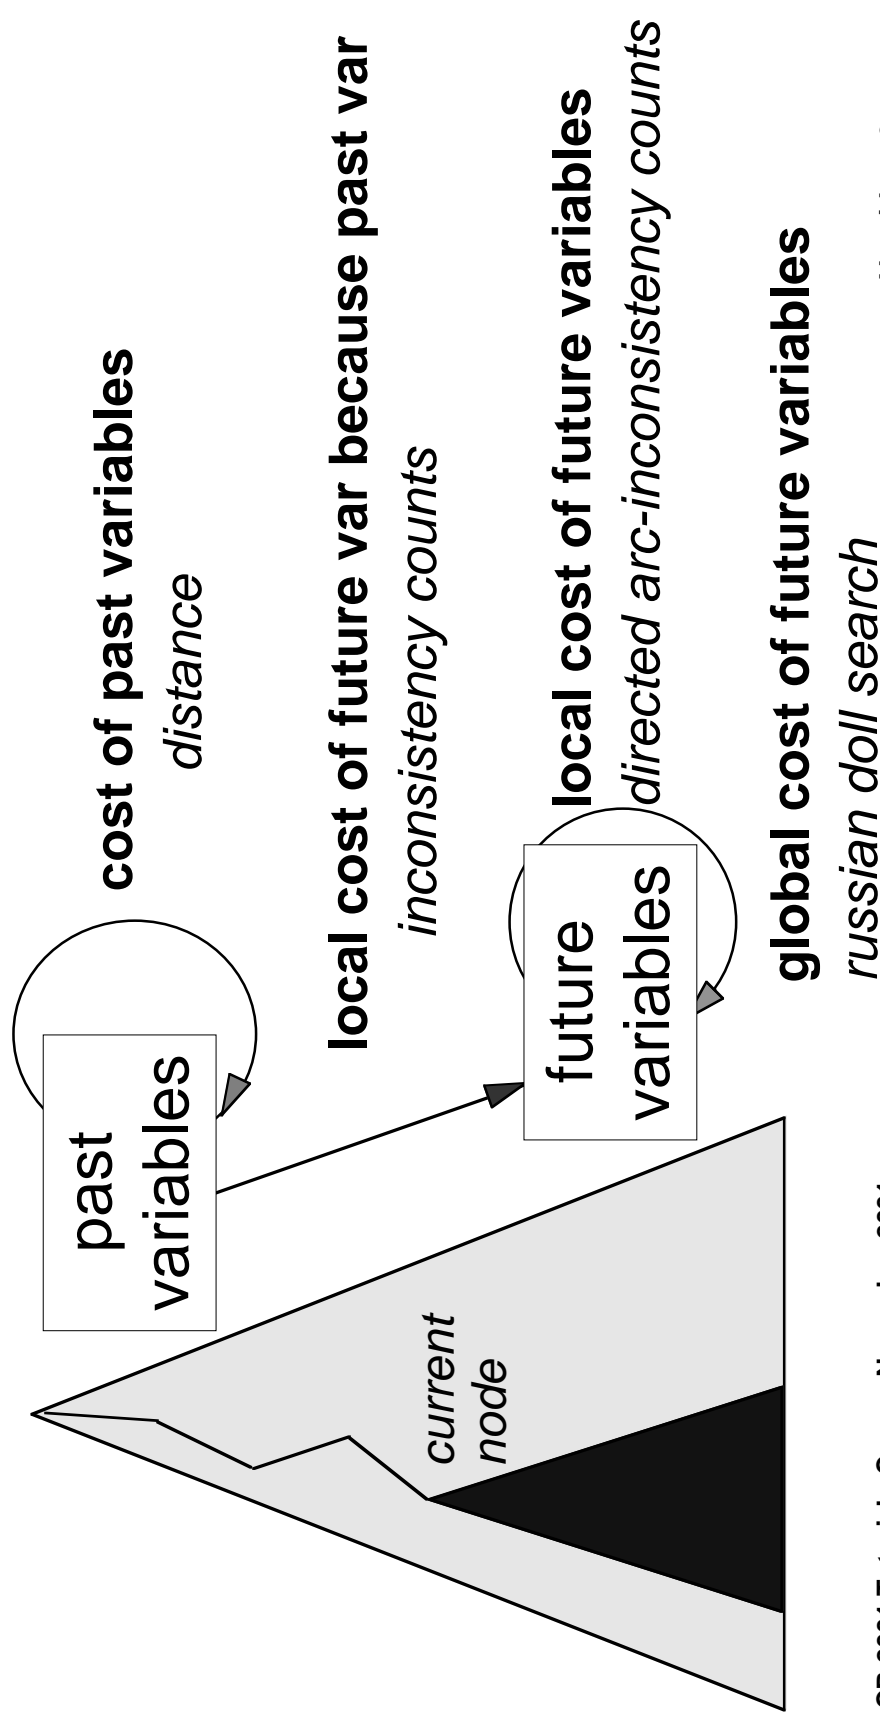 past
variables
cost of past variables
distance
local cost of future var because past var
inconsistency counts
current
node
future
variables
local cost of future variables
directed arc-inconsistency counts
global cost of future variables
russian doll search